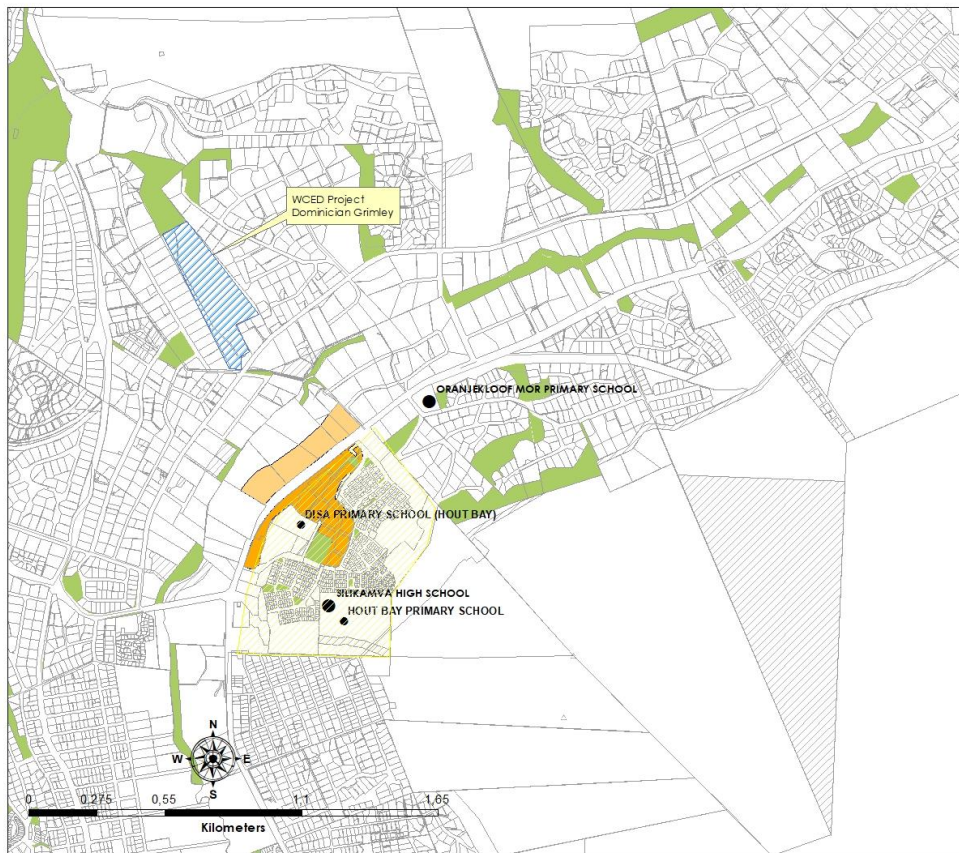 WCED Project
Dominician Grimley
ORANJEKLOOF MOR PRIMARY SCHOOL
DISA PRIMARY SCHOOL (HOUT BAY)
SILIKAMVA HIGH SCHOOL
HOUT BAY PRIMARY SCHOOL
N
W E
S
0 0,275 0,55 1,1 1,65
Kilometers